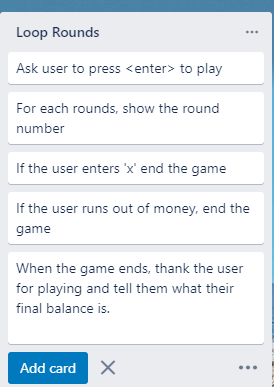 Loop Rounds
Ask user to press <enter> to play
For each rounds, show the round
number
If the user enters 'x' end the game
If the user runs out of money, end the
game
When the game ends, thank the user
for playing and tell them what their
final balance is.
Add card